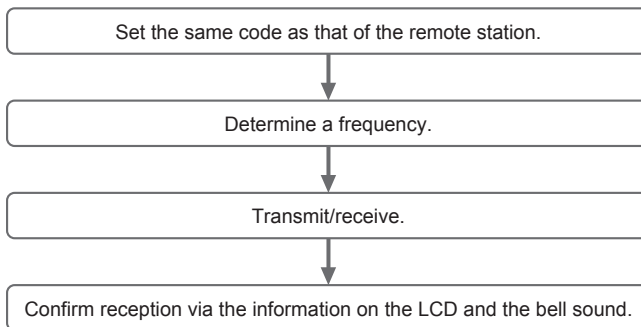 Set the same code as that of the remote station.
Determine a frequency.
Transmit/receive.
Confirm reception via the information on the LCD and the bell sound.